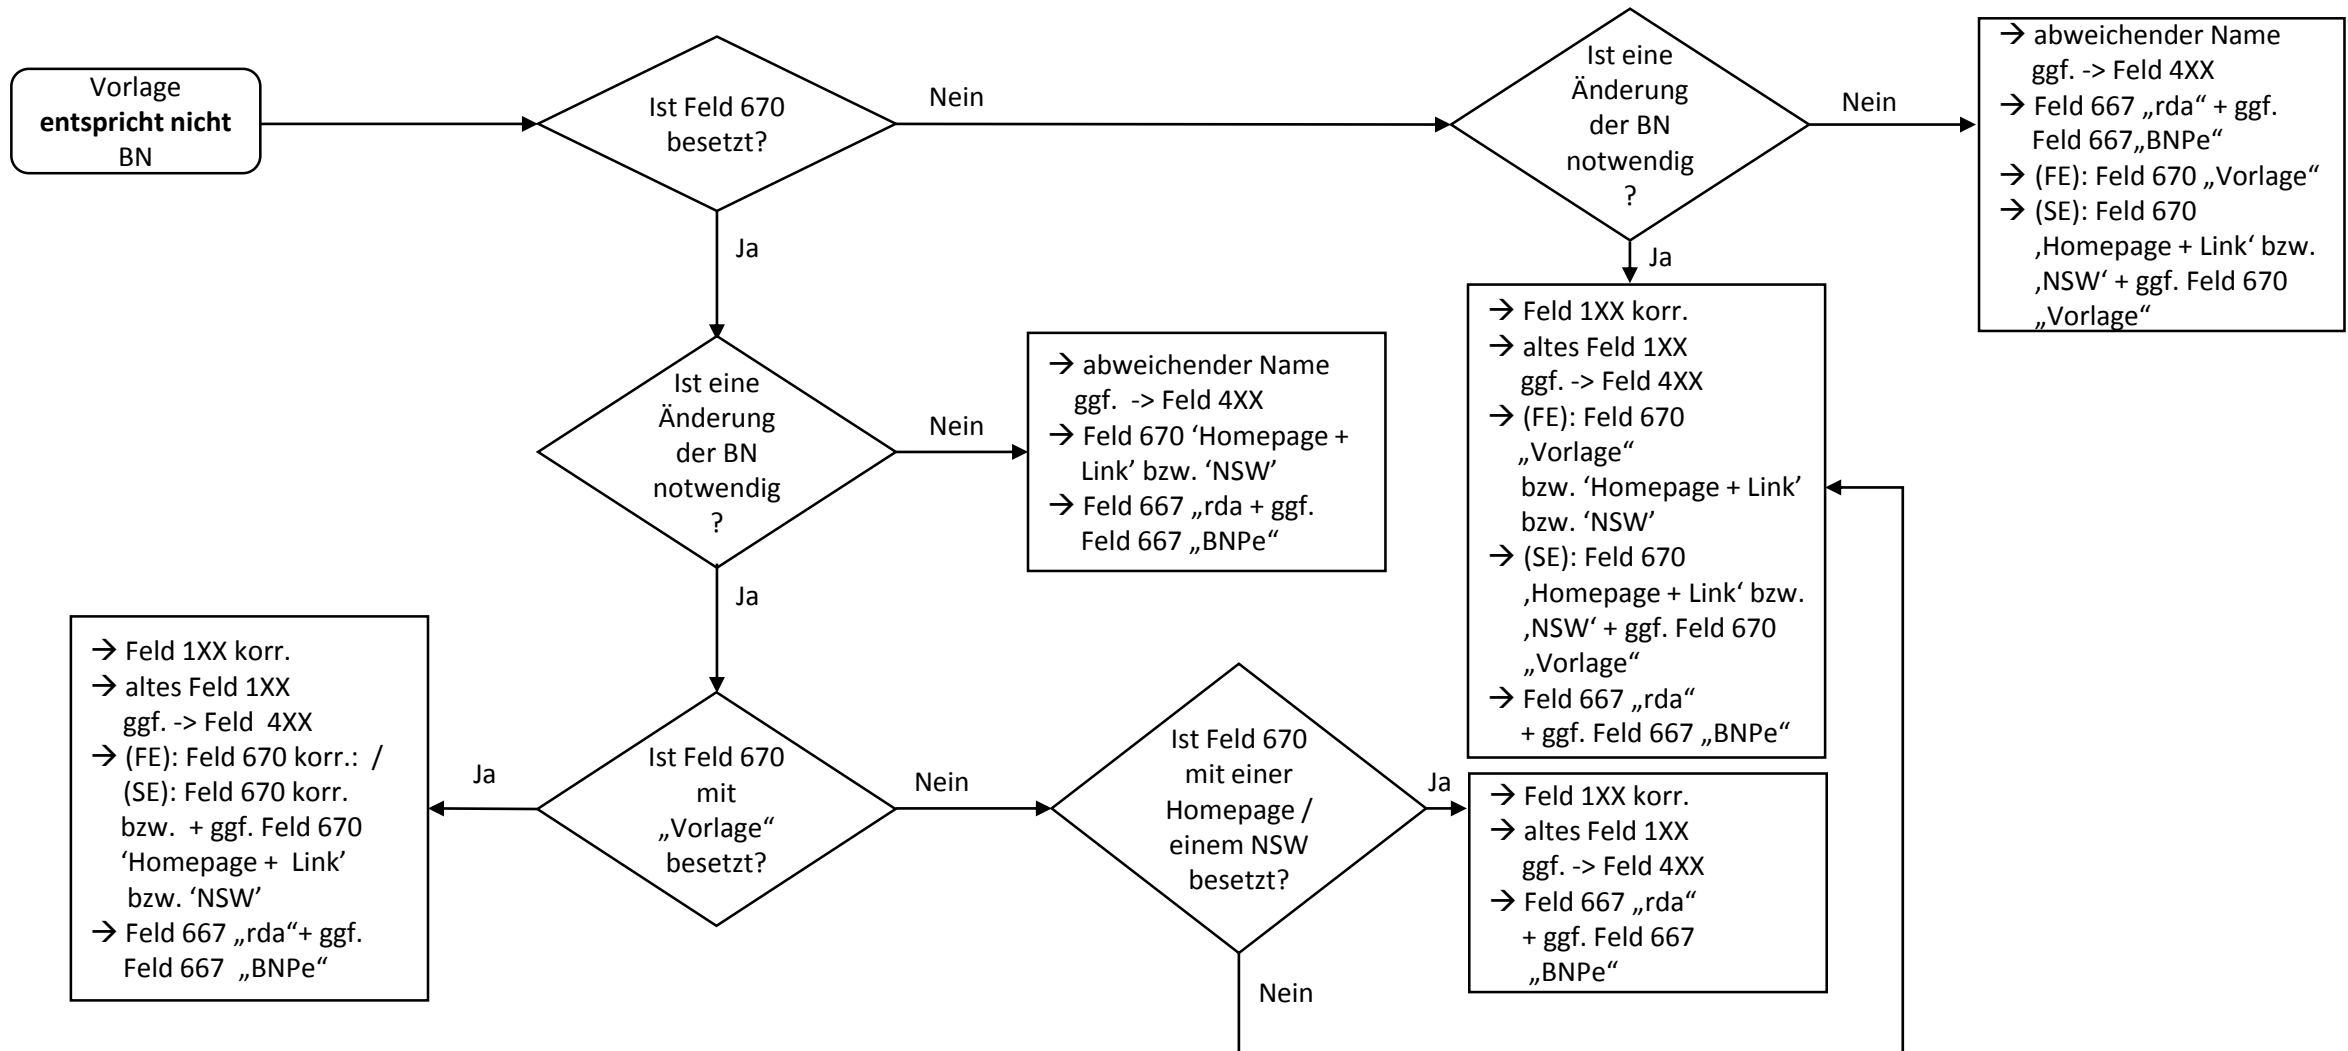 Vorlage
entspricht nicht
BN
Ist Feld 670
besetzt?
Nein
Ist eine
Änderung
der BN
notwendig
?
Nein
→ abweichender Name
ggf. -> Feld 4XX
→ Feld 667 „rda“ + ggf.
Feld 667„BNPe“
→ (FE): Feld 670 „Vorlage“
→ (SE): Feld 670
‚Homepage + Link‘ bzw.
‚NSW‘ + ggf. Feld 670
„Vorlage“
Ja
Ja
→ Feld 1XX korr.
→ altes Feld 1XX
ggf. -> Feld 4XX
→ (FE): Feld 670
„Vorlage“
bzw. ‘Homepage + Link’
bzw. ‘NSW’
→ (SE): Feld 670
‚Homepage + Link‘ bzw.
‚NSW‘ + ggf. Feld 670
„Vorlage“
→ Feld 667 „rda“
+ ggf. Feld 667 „BNPe“
Ist eine
Änderung
der BN
notwendig
?
Nein
→ abweichender Name
ggf. -> Feld 4XX
→ Feld 670 ‘Homepage +
Link’ bzw. ‘NSW’
→ Feld 667 „rda + ggf.
Feld 667 „BNPe“
Ja
→ Feld 1XX korr.
→ altes Feld 1XX
ggf. -> Feld 4XX
→ (FE): Feld 670 korr.: /
(SE): Feld 670 korr.
bzw. + ggf. Feld 670
‘Homepage + Link’
bzw. ‘NSW’
→ Feld 667 „rda“+ ggf.
Feld 667 „BNPe“
Ja
Ist Feld 670
mit
„Vorlage“
besetzt?
Nein
Ist Feld 670
mit einer
Homepage /
einem NSW
besetzt?
Ja
→ Feld 1XX korr.
→ altes Feld 1XX
ggf. -> Feld 4XX
→ Feld 667 „rda“
+ ggf. Feld 667
„BNPe“
Nein